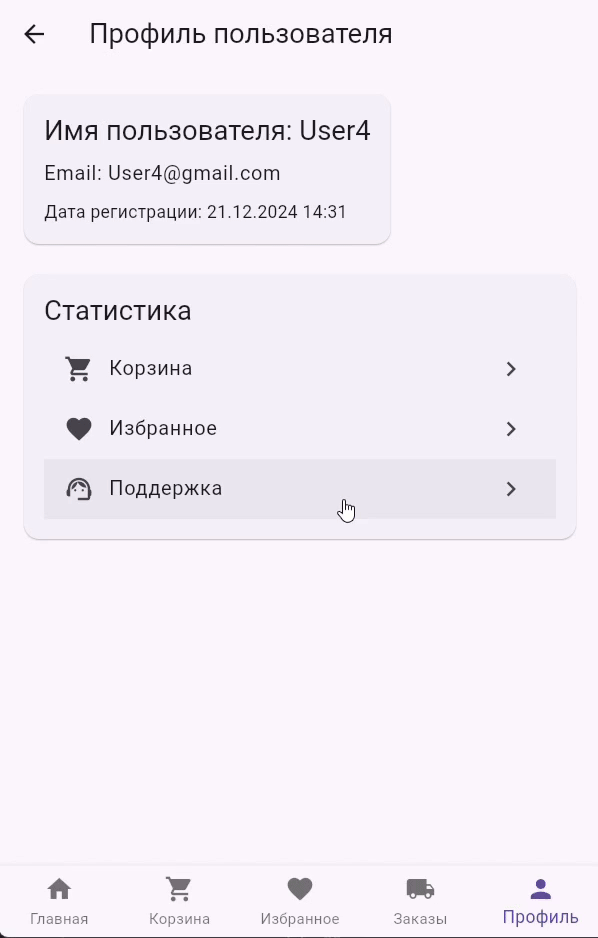 Профиль пользователя
Имя пользователя: User4
Email: User4@gmail.com
Дата регистрации: 21.12.2024 14:31
Статистика
Корзина
Избранное
Поддержка
Главная Корзина Избранное Заказы Профиль